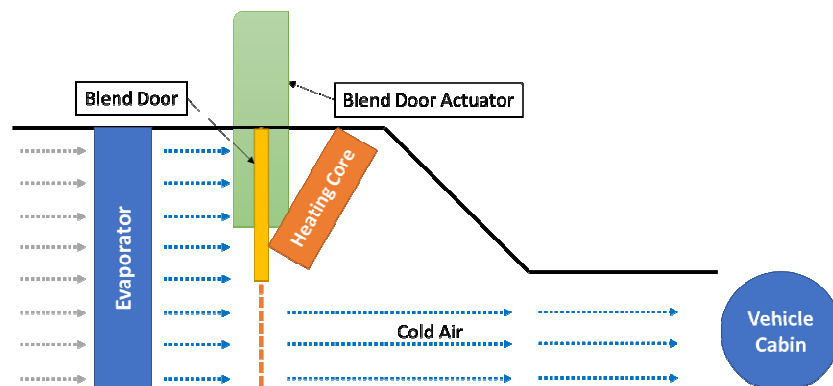 Blend Door
Blend Door Actuator
Evaporator
Heating Core
Cold Air
Vehicle
Cabin